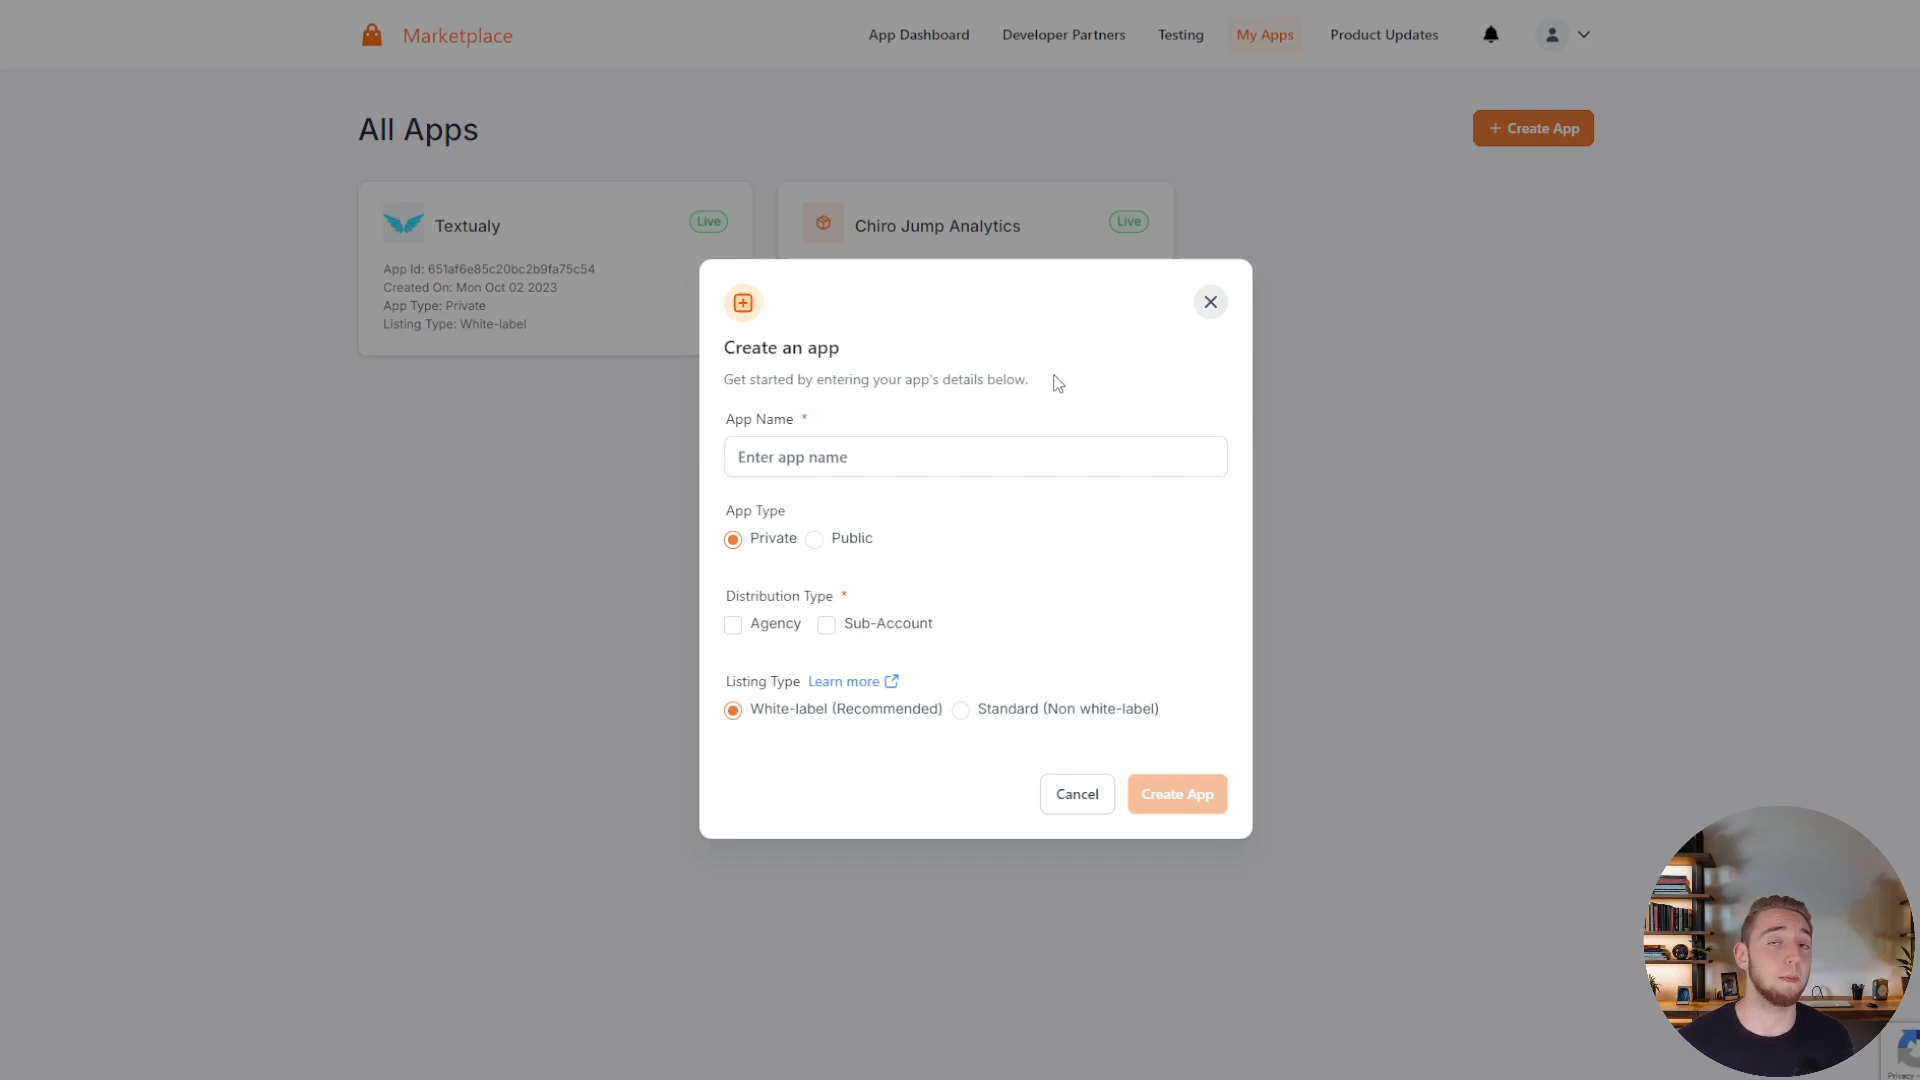 Marketplace
App Dashboard
Developer Partners
Testing
My Apps
Product Updates
All Apps
+ Create App
Textualy
Live
App Id: 651af6e85c20bc2b9fa75c54
Created On: Mon Oct 02 2023
App Type: Private
Listing Type: White-label
Chiro Jump Analytics
Live
Create an app
Get started by entering your app's details below.
App Name *
Enter app name
App Type
Private Public
Distribution Type *
Agency Sub-Account
Listing Type Learn more
White-label (Recommended) Standard (Non white-label)
Cancel Create App
Privacy